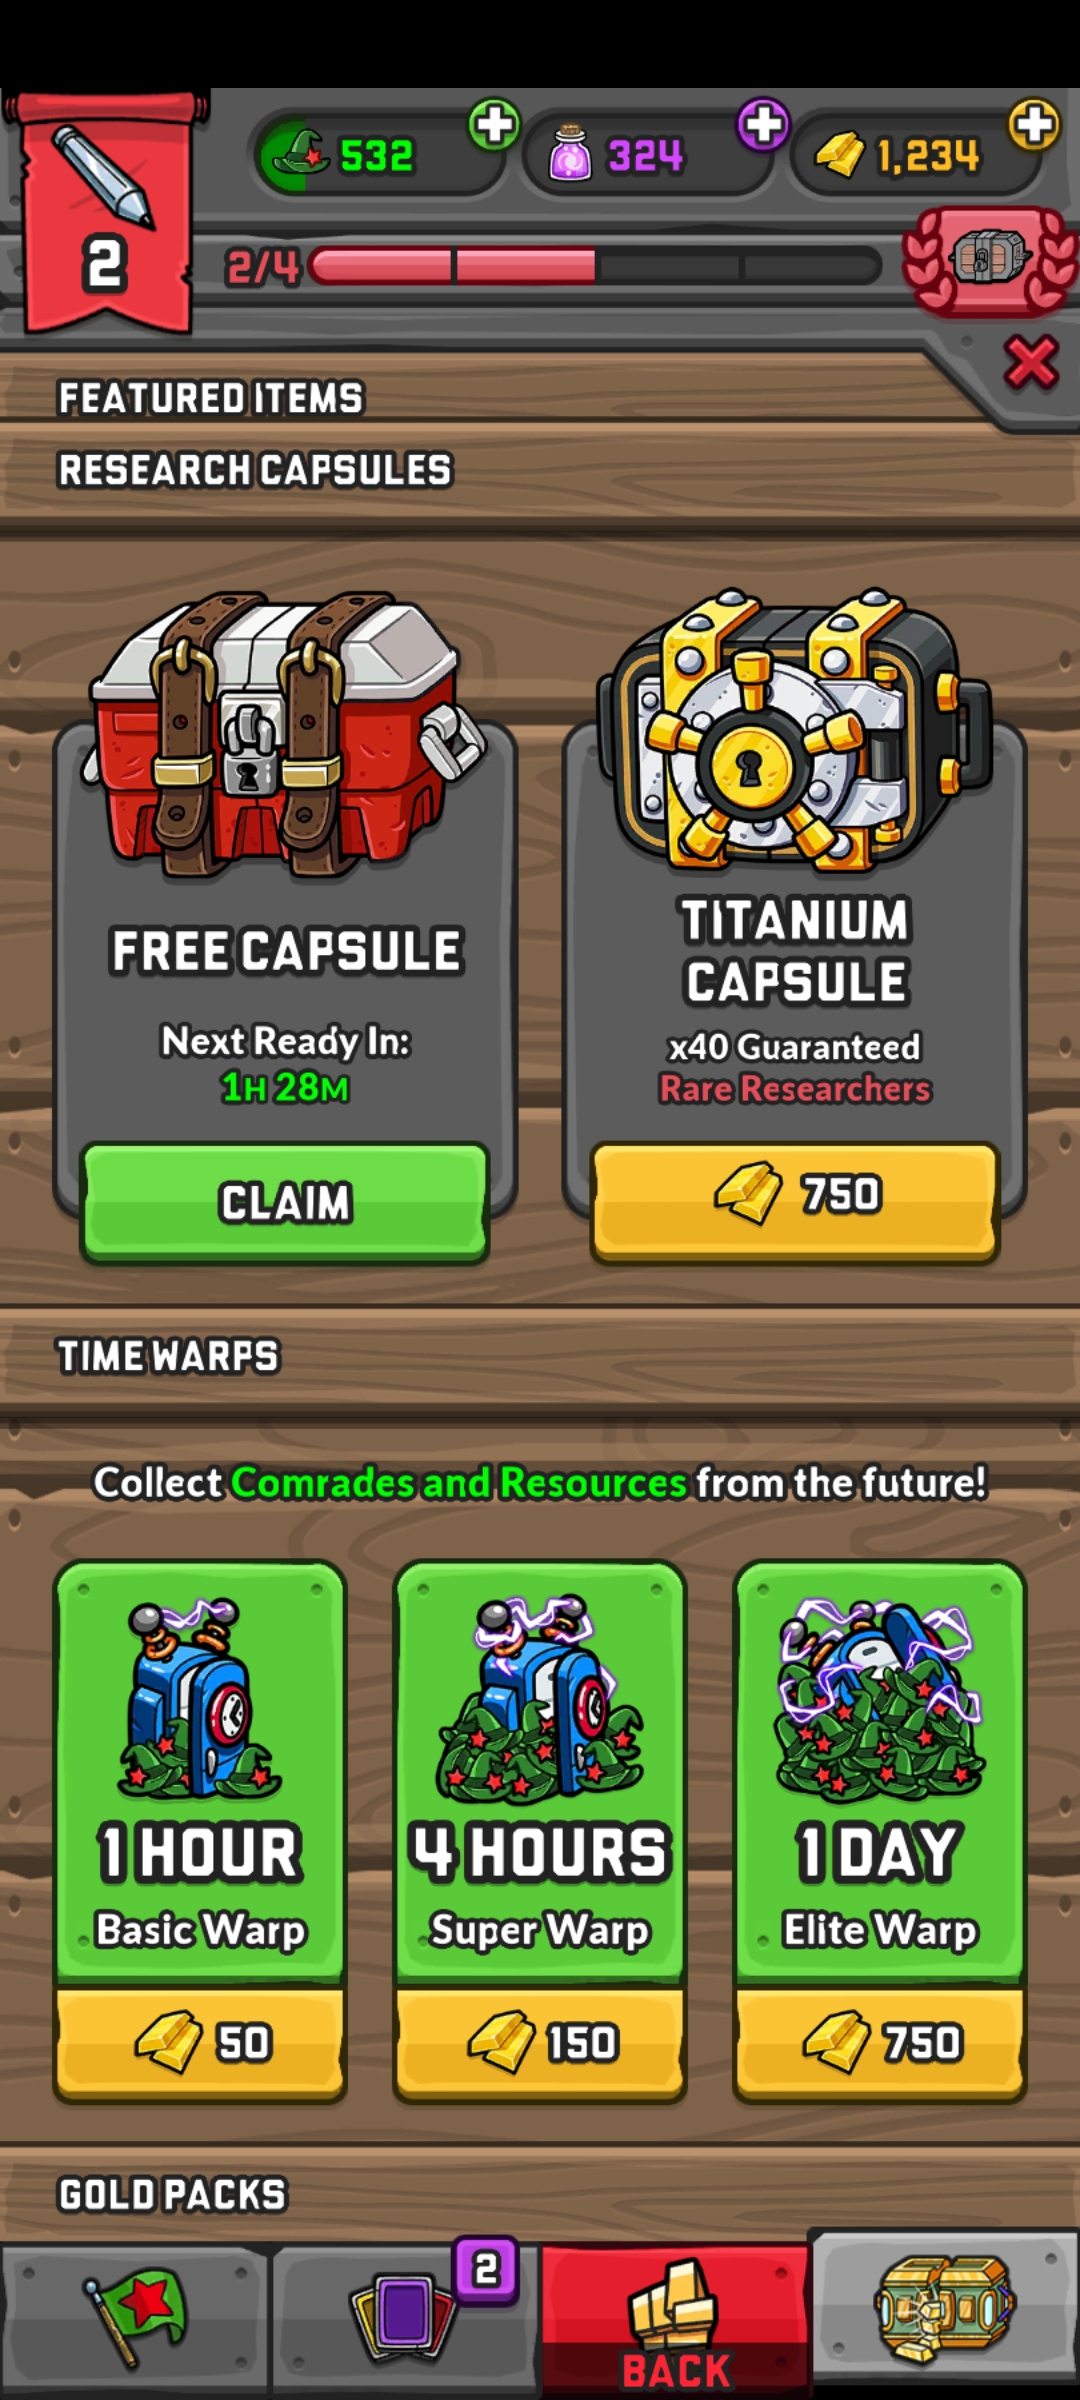 532
324
1,234
2
2/4
FEATURED ITEMS
RESEARCH CAPSULES
FREE CAPSULE
Next Ready In:
1H 28M
CLAIM
TITANIUM
CAPSULE
x40 Guaranteed
Rare Researchers
750
TIME WARPS
Collect Comrades and Resources from the future!
1 HOUR
Basic Warp
50
4 HOURS
Super Warp
150
1 DAY
Elite Warp
750
GOLD PACKS
2
BACK